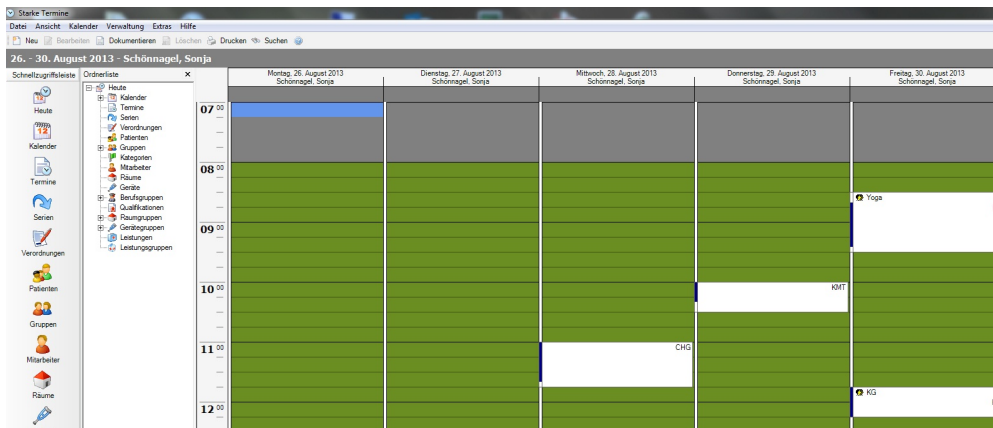 Starke Termine
Datei Ansicht Kalender Verwaltung Extras Hilfe
Neu Bearbeiten Dokumentieren Löschen Drucken Suchen
26. - 30. August 2013 - Schönnagel, Sonja
Schnellzugriffsleiste
Heute
Kalender
Termine
Serien
Verordnungen
Patienten
Gruppen
Mitarbeiter
Räume
Ordnerliste
Heute
Kalender
Termine
Serien
Verordnungen
Patienten
Gruppen
Kategorien
Mitarbeiter
Räume
Geräte
Berufsgruppen
Qualifikationen
Raumgruppen
Gerätegruppen
Leistungen
Leistungsgruppen
Montag, 26. August 2013
Schönnagel, Sonja
Dienstag, 27. August 2013
Schönnagel, Sonja
Mittwoch, 28. August 2013
Schönnagel, Sonja
Donnerstag, 29. August 2013
Schönnagel, Sonja
Freitag, 30. August 2013
Schönnagel, Sonja
07 00
08 00
Yoga
09 00
10 00
KMT
11 00
CHG
KG
12 00